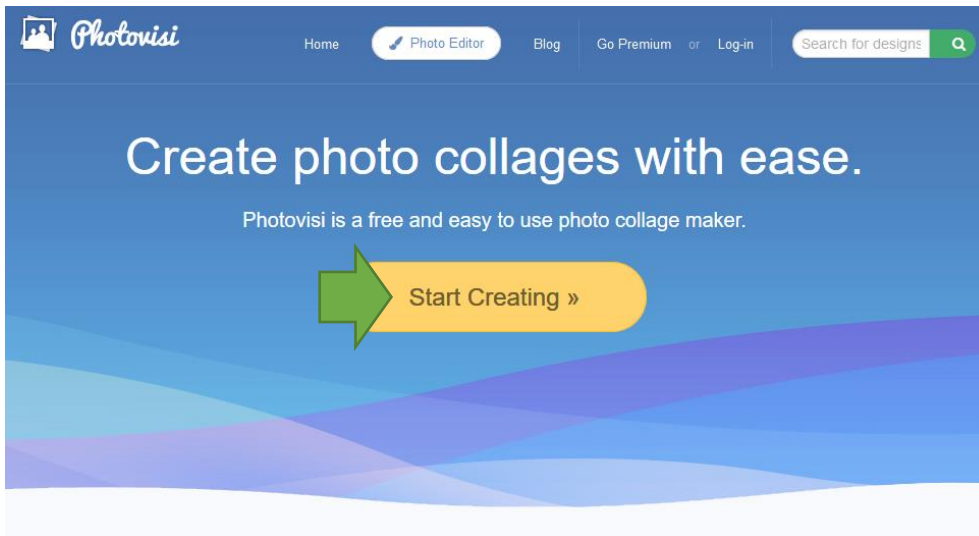 Photovisi
Home Photo Editor Blog Go Premium or Log-in Search for designs
Create photo collages with ease.
Photovisi is a free and easy to use photo collage maker.
Start Creating »